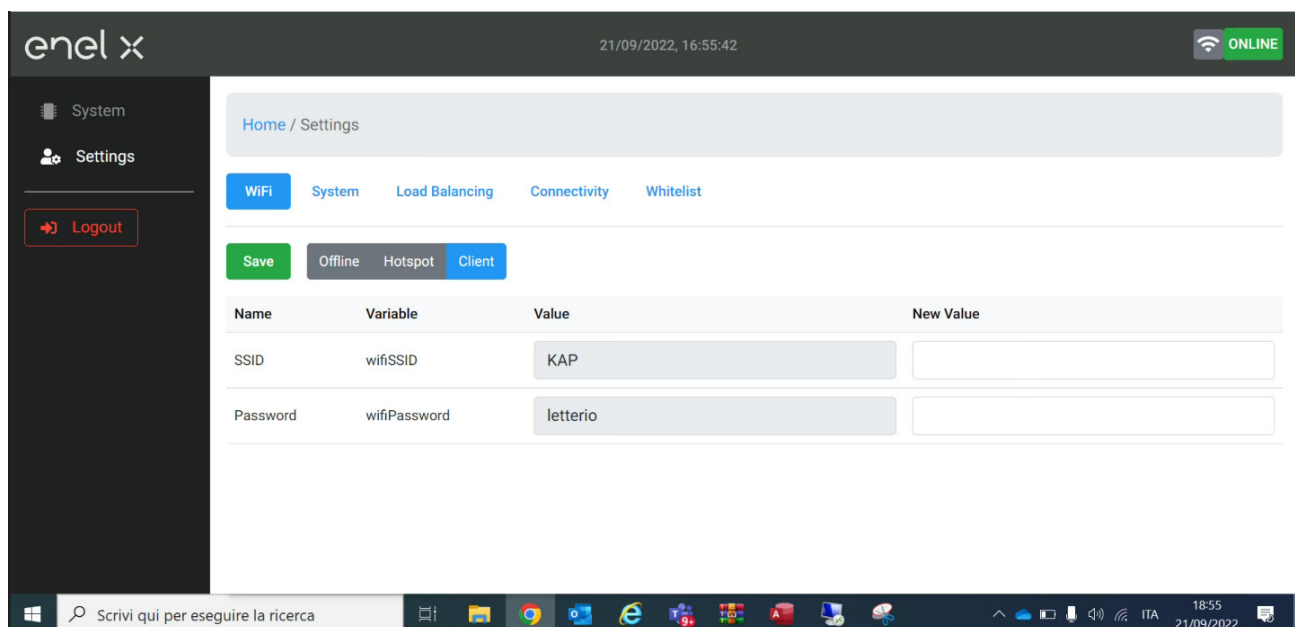 enel x
21/09/2022, 16:55:42
ONLINE
System
Settings
Logout
Home / Settings
WiFi System Load Balancing Connectivity Whitelist
Save Offline Hotspot Client
Name Variable Value New Value
SSID wifiSSID KAP
Password wifiPassword letterio
Scrivi qui per eseguire la ricerca
9+
ITA
18:55
21/09/2022